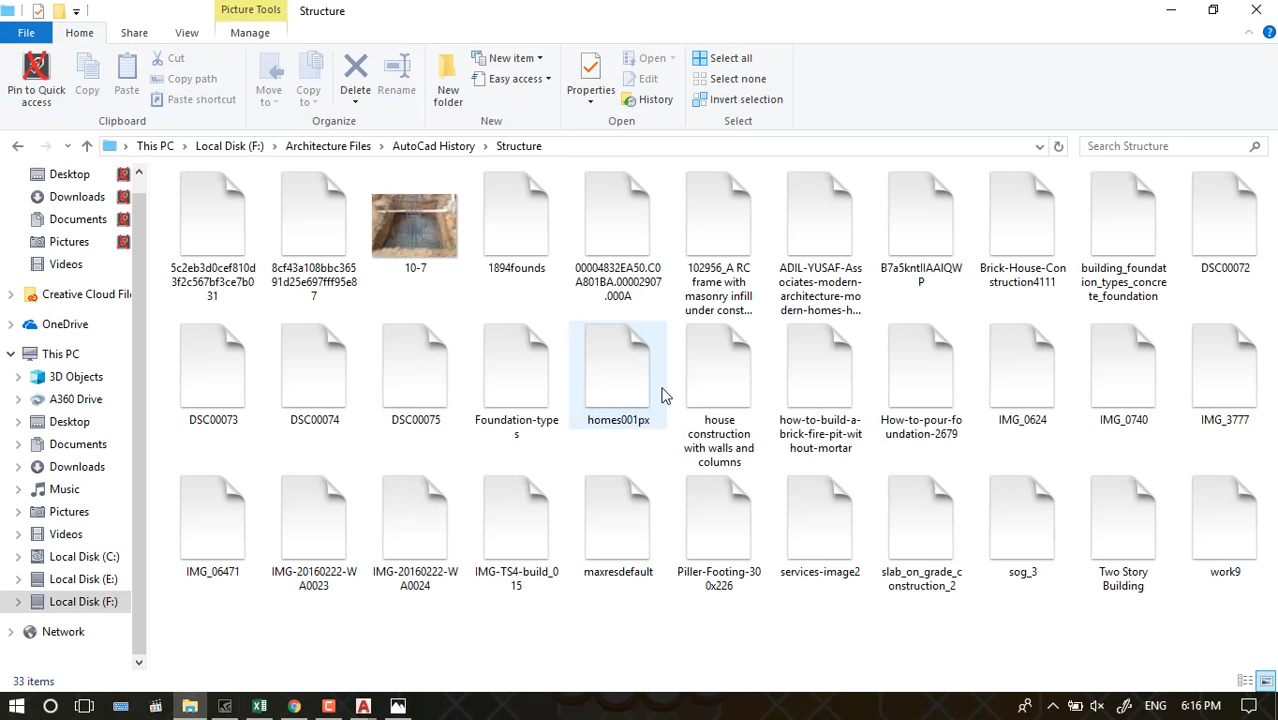 Picture Tools
Structure
File
Home
Share
View
Manage
Pin to Quick
access
Copy
Paste
Cut
Copy path
Paste shortcut
Clipboard
Move
to
Copy
to
Delete
Rename
Organize
New
folder
New item
Easy access
New
Properties
Open
Edit
History
Open
Select all
Select none
Invert selection
Select
This PC
Local Disk (F:)
Architecture Files
AutoCad History
Structure
Search Structure
Desktop
Downloads
Documents
Pictures
Videos
Creative Cloud Fil
OneDrive
This PC
3D Objects
A360 Drive
Desktop
Documents
Downloads
Music
Pictures
Videos
Local Disk (C:)
Local Disk (E:)
Local Disk (F:)
Network
5c2eb3d0cef810d
3f2c567bf3ce7b0
31
8cf43a108bbc365
91d25e697fff95e8
7
10-7
1894founds
00004832EA50.C0
A801BA.00002907
.000A
102956_A RC
frame with
masonry infill
under const...
ADIL-YUSAF-Ass
ociates-modern-
architecture-mo
dern-homes-h...
B7a5kntIIAAIQW
P
Brick-House-Con
struction4111
building_foundat
ion_types_concre
te_foundation
DSC00072
DSC00073
DSC00074
DSC00075
Foundation-type
s
homes001px
house
construction
with walls and
columns
how-to-build-a-
brick-fire-pit-wit
hout-mortar
How-to-pour-fo
undation-2679
IMG_0624
IMG_0740
IMG_3777
IMG_06471
IMG-20160222-W
A0023
IMG-20160222-W
A0024
IMG-TS4-build_0
15
maxresdefault
Piller-Footing-30
0x226
services-image2
slab_on_grade_c
onstruction_2
sog_3
Two Story
Building
work9
33 items
ENG
6:16 PM